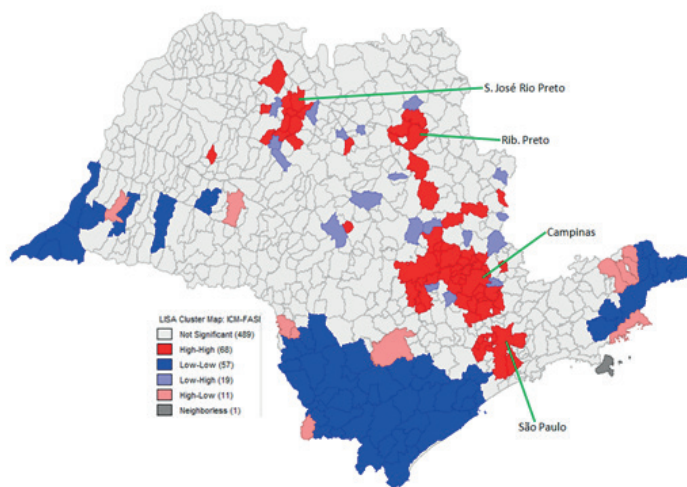 S. José Rio Preto
Rib. Preto
Campinas
LISA Cluster Map: ICM-FASI
Not Significant (489)
High-High (68)
Low-Low (57)
Low-High (19)
High-Low (11)
Neighborless (1)
São Paulo